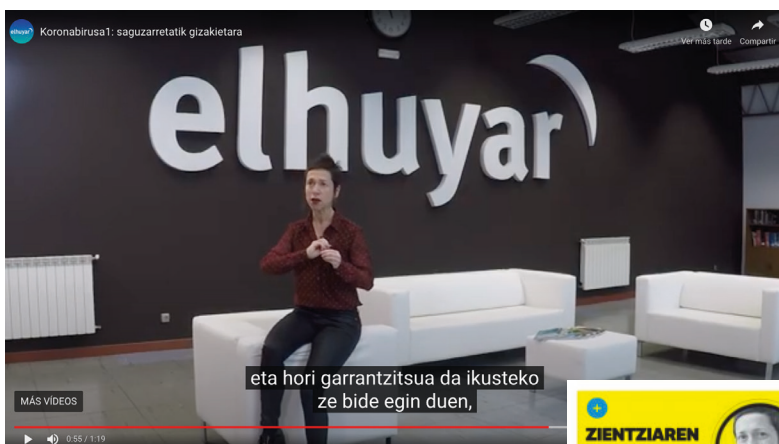 elhuyar
Koronabirusa1: saguzarretatik gizakietara
Ver más tarde
Compartir
elhuyar
eta hori garrantzitsua da ikusteko
ze bide egin duen,
MÁS VÍDEOS
0:55 / 1:19
ZIENTZIAREN